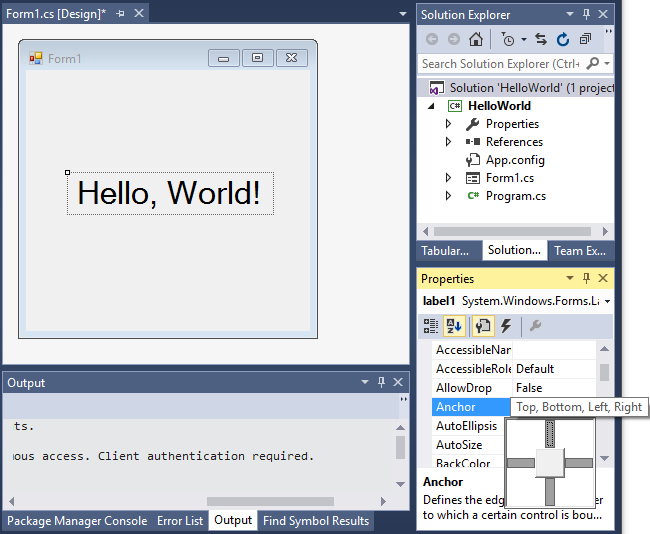 Form1.cs [Design]*
Form1
Hello, World!
Output
ts.
ous access. Client authentication required.
Package Manager Console Error List Output Find Symbol Results
Solution Explorer
Search Solution Explorer (Ctrl+
Solution 'HelloWorld' (1 project
C# HelloWorld
Properties
References
App.config
Form1.cs
C# Program.cs
Tabular... Solution... Team Ex...
Properties
label1 System.Windows.Forms.La
AccessibleNar
AccessibleRole Default
AllowDrop False
Anchor Top, Bottom, Left, Right
AutoEllipsis
AutoSize
BackColor
Anchor
Defines the edg er
to which a certain control is bou...